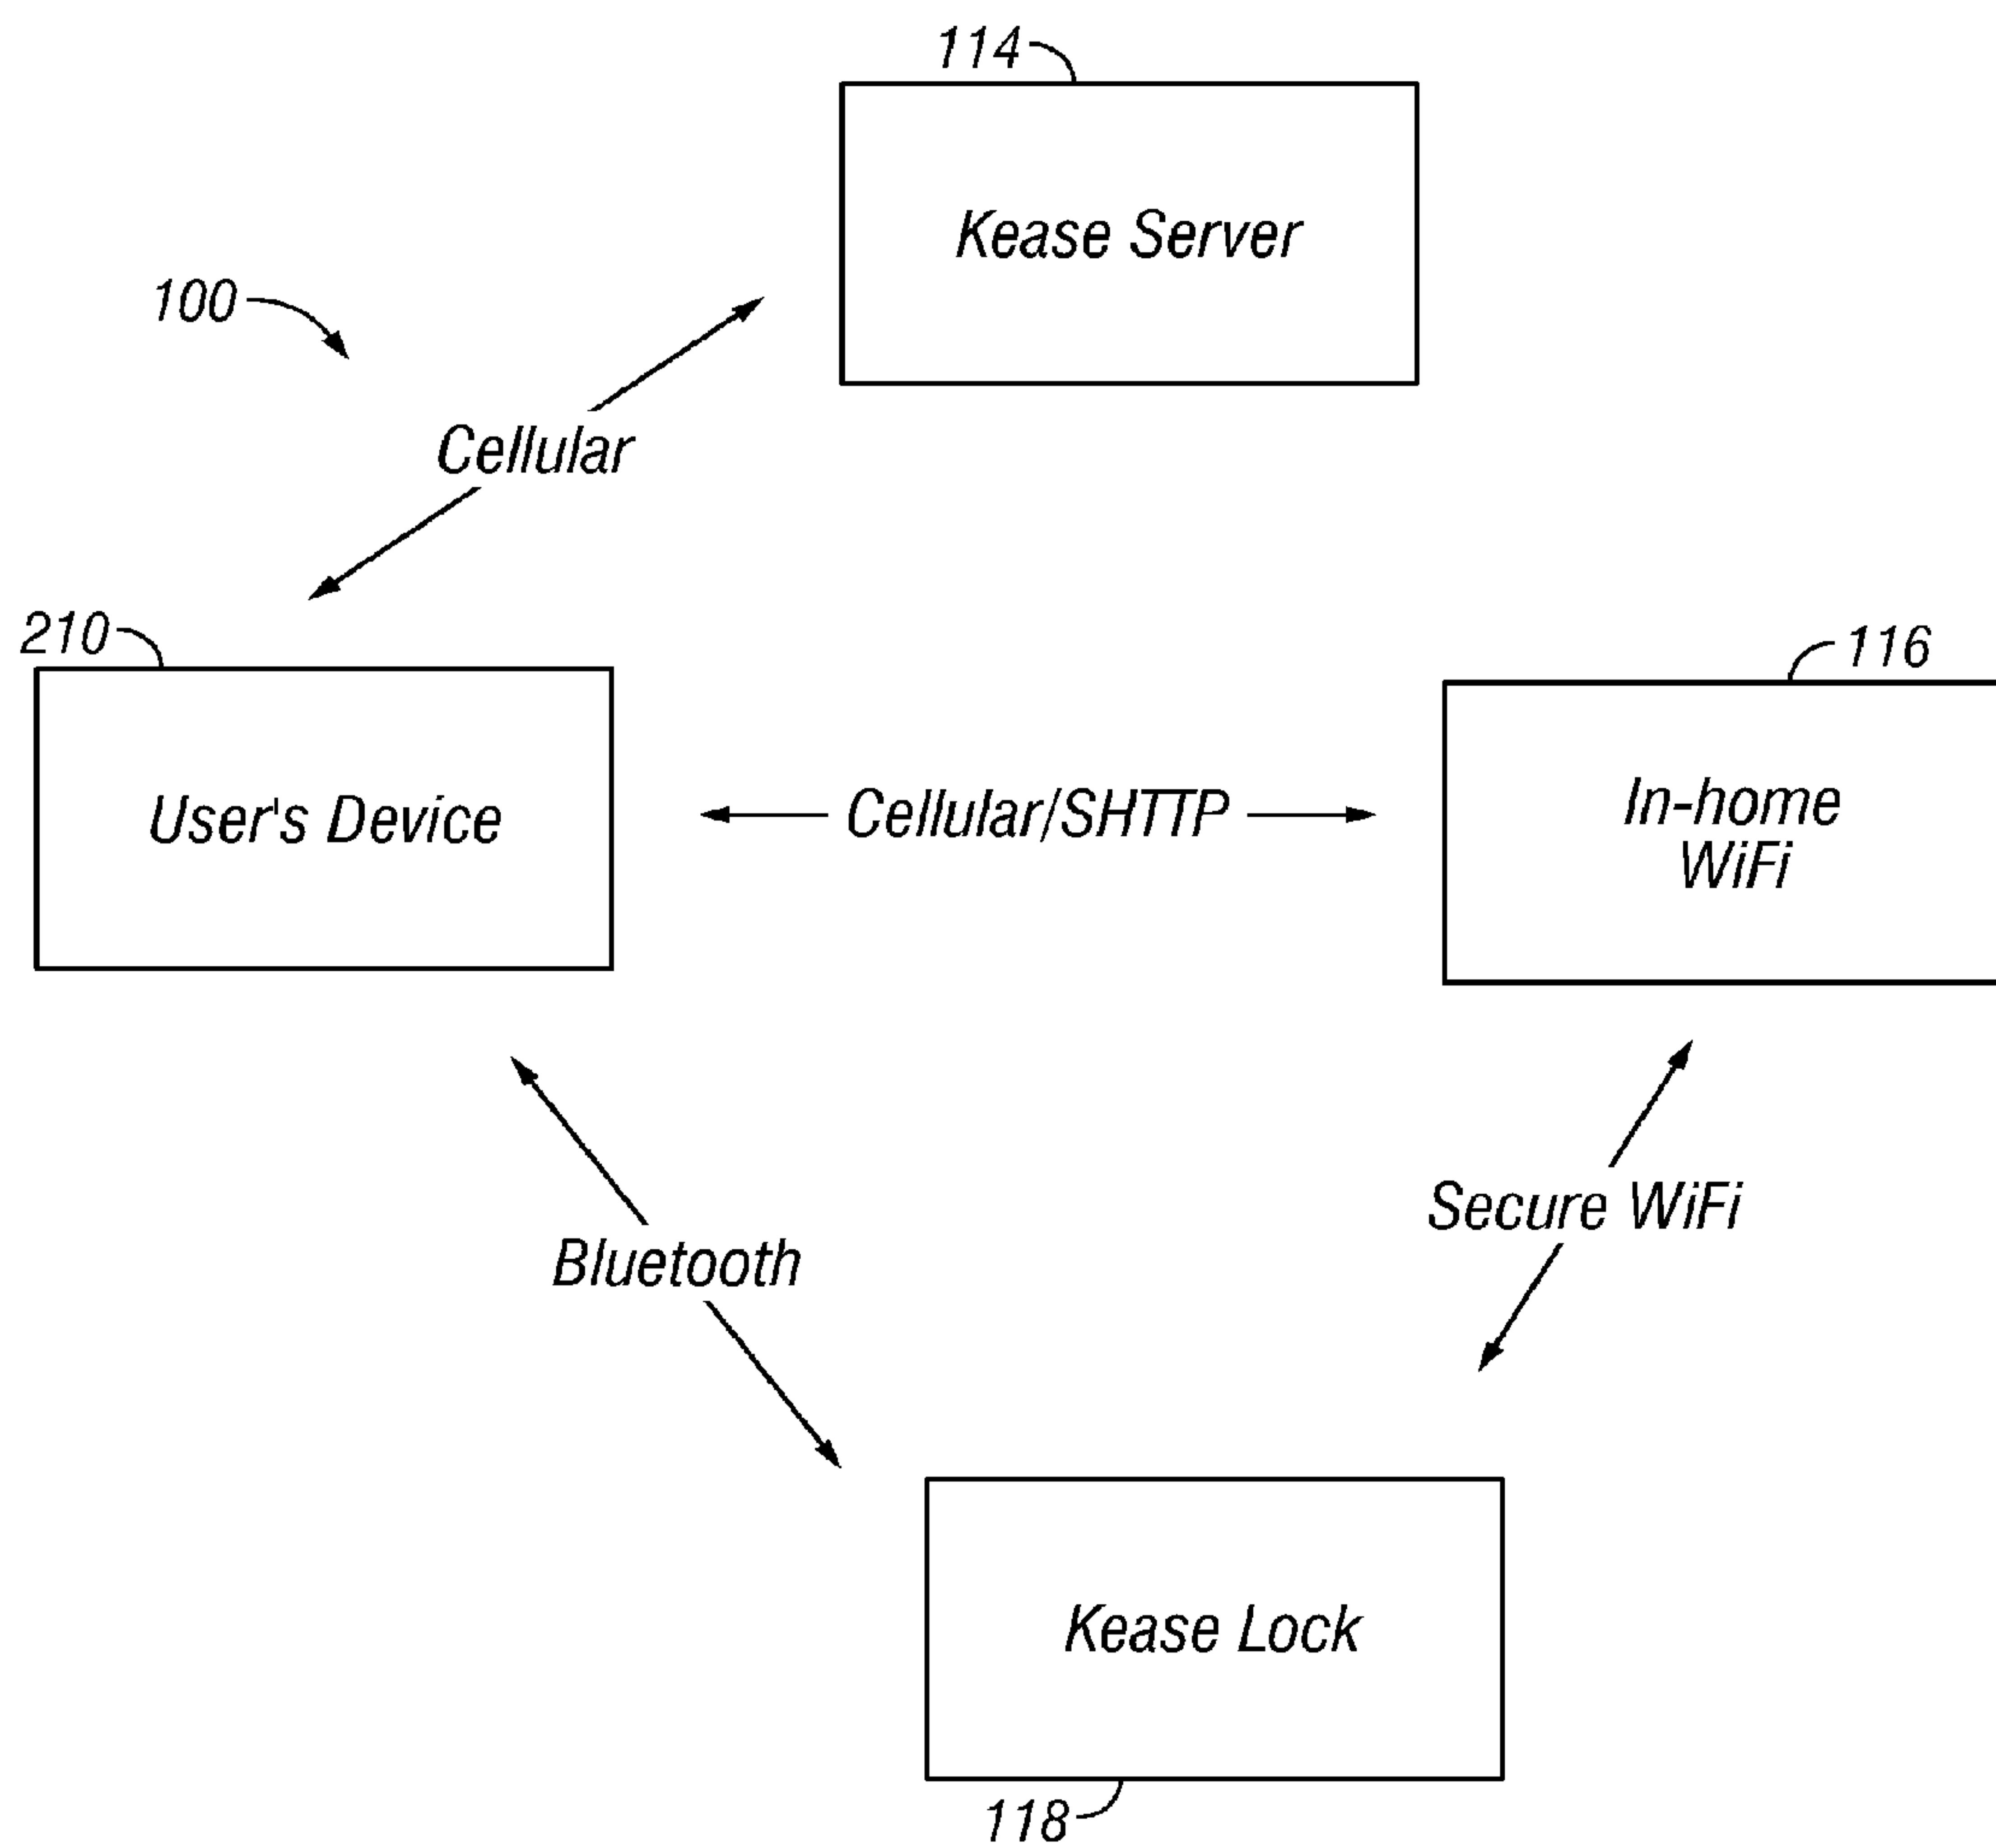 114
Kease Server
100
Cellular
210
116
User's Device
Cellular/SHTTP
In-home
WiFi
Secure WiFi
Bluetooth
Kease Lock
118